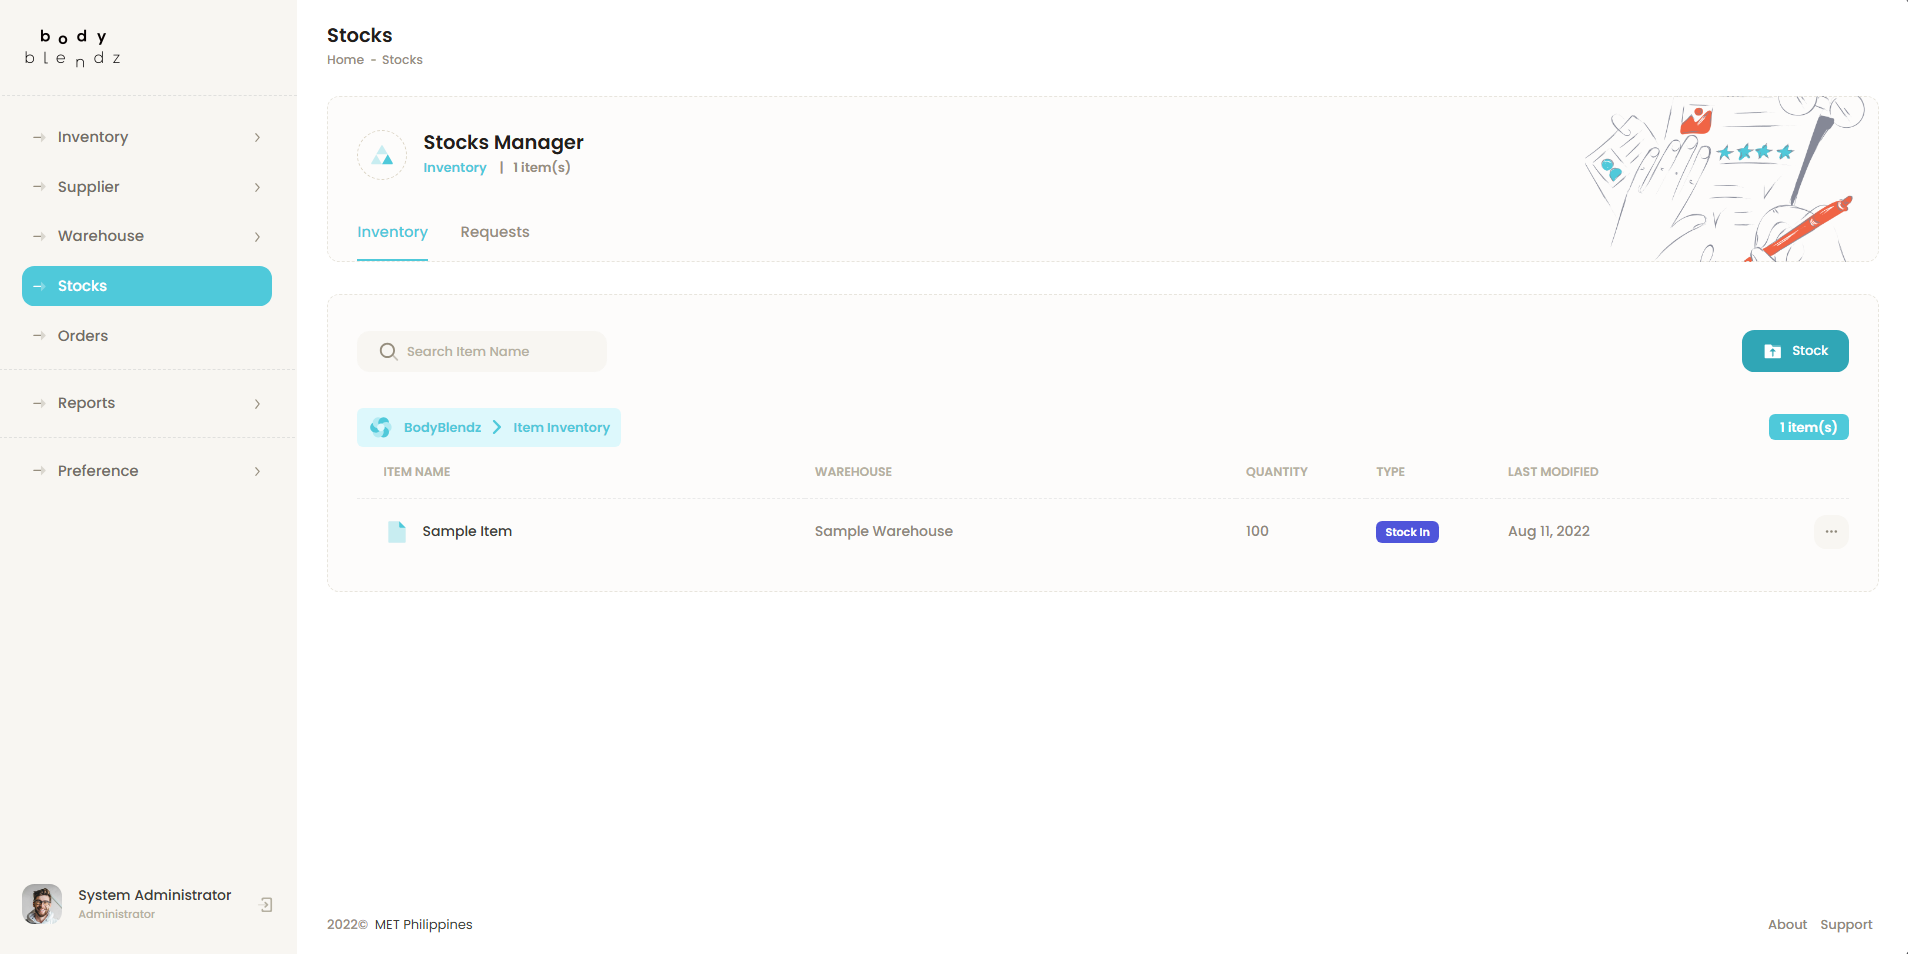 body
blendz
Inventory
Supplier
Warehouse
Stocks
Orders
Reports
Preference
System Administrator
Administrator
Stocks
Home - Stocks
Stocks Manager
Inventory | 1 item(s)
Inventory Requests
Search Item Name
Stock
BodyBlendz > Item Inventory
1 item(s)
ITEM NAME WAREHOUSE QUANTITY TYPE LAST MODIFIED
Sample Item Sample Warehouse 100 Stock In Aug 11, 2022
2022© MET Philippines
About Support